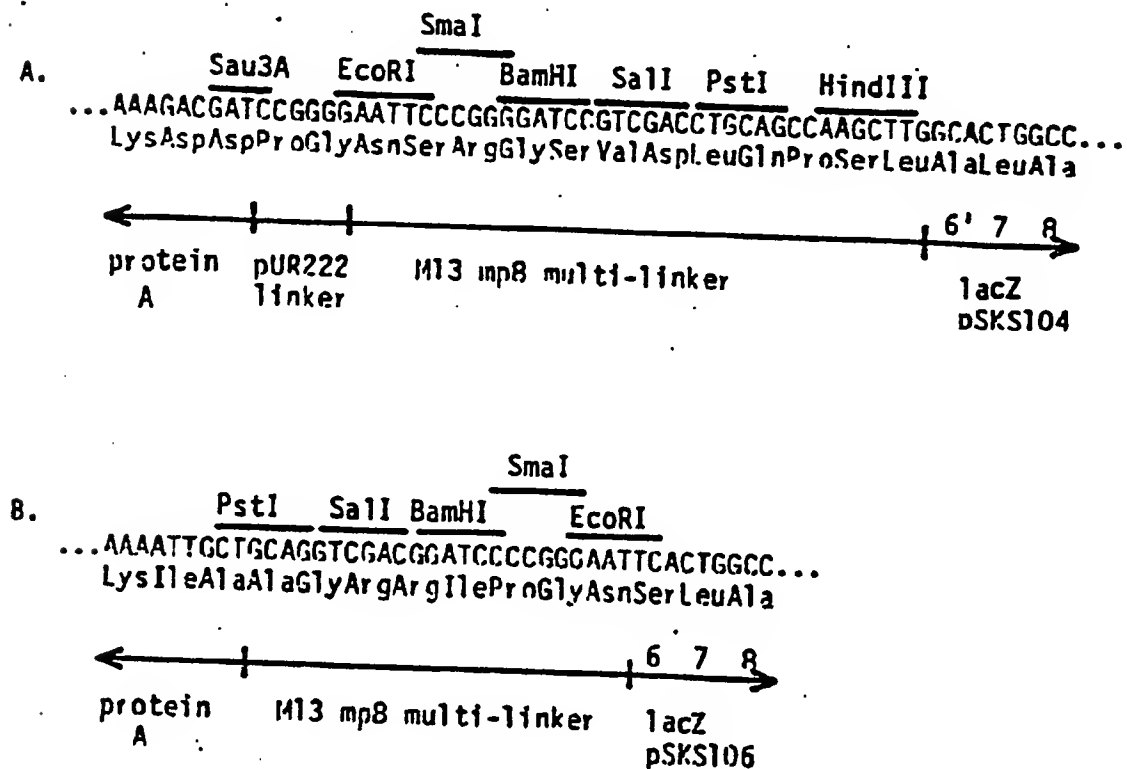 SmaI
A. Sau3A EcoRI BamHI SalI PstI HindIII
...AAAGACGATCCGGGGAATTCCCGGGGATCCGTCGACCTGCAGCCAAGCTTGGCACTGGCC...
LysAspAspProGlyAsnSerArgGlySerValAspLeuGlnProSerLeuAlaLeuAla
6' 7 8
protein pUR222 M13 mp8 multi-linker lacZ
A linker pSKS104
SmaI
B. PstI SalI BamHI EcoRI
...AAAATTGCTGCAGGTCGACGGATCCCCGGGAATTCACTGGCC...
LysIleAlaAlaGlyArgArgIleProGlyAsnSerLeuAla
6 7 8
protein M13 mp8 multi-linker lacZ
A pSKS106